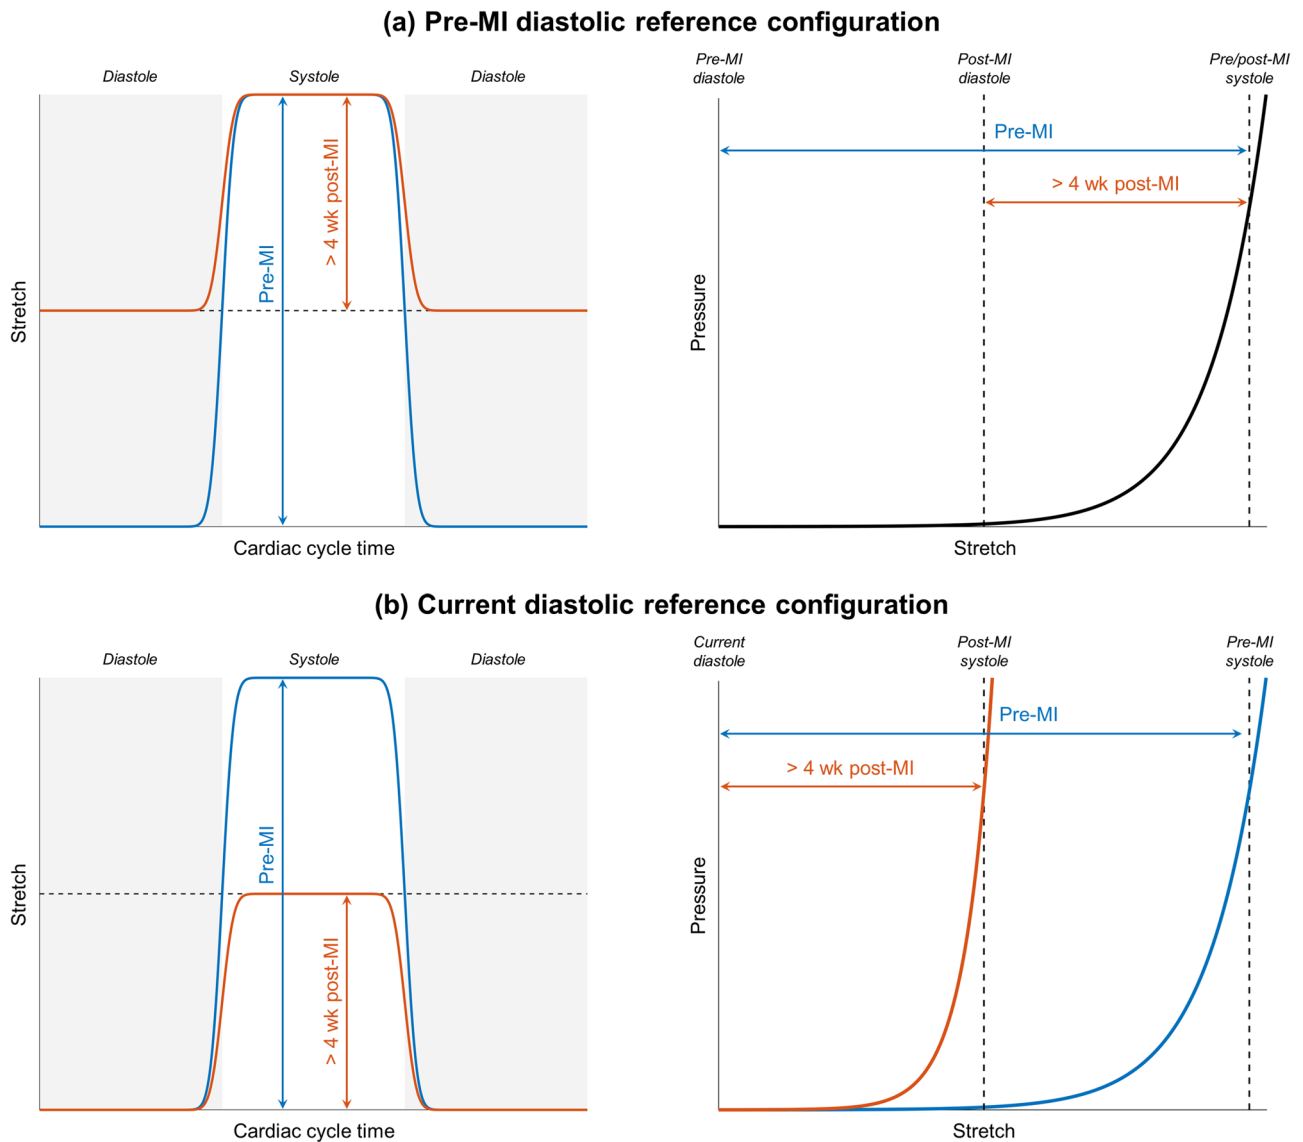 (a) Pre-MI diastolic reference configuration
Diastole
Systole
Diastole
Stretch
Pre-MI
> 4 wk post-MI
Cardiac cycle time
Pre-MI
diastole
Post-MI
diastole
Pre/post-MI
systole
Pre-MI
> 4 wk post-MI
Pressure
Stretch
(b) Current diastolic reference configuration
Diastole
Systole
Diastole
Stretch
Pre-MI
> 4 wk post-MI
Cardiac cycle time
Current
diastole
Post-MI
systole
Pre-MI
systole
Pre-MI
> 4 wk post-MI
Pressure
Stretch